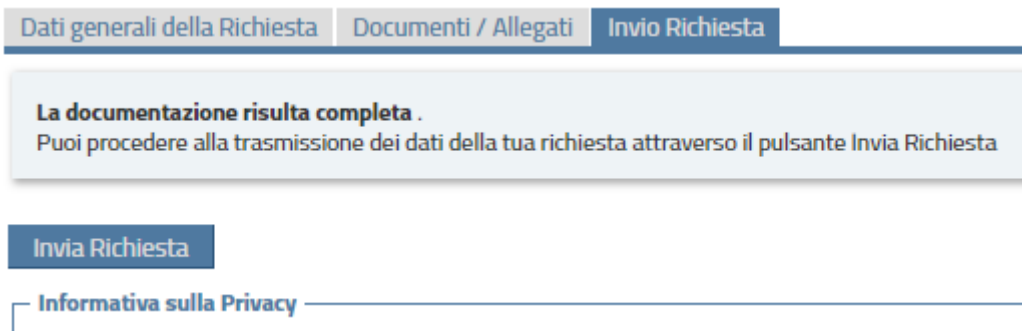 Dati generali della Richiesta Documenti / Allegati Invio Richiesta
La documentazione risulta completa .
Puoi procedere alla trasmissione dei dati della tua richiesta attraverso il pulsante Invia Richiesta
Invia Richiesta
Informativa sulla Privacy